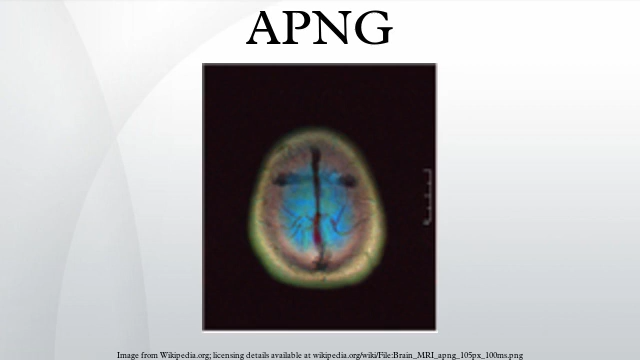 APNG
Image from Wikipedia.org; licensing details available at wikipedia.org/wiki/File:Brain_MRI_apng_105px_100ms.png